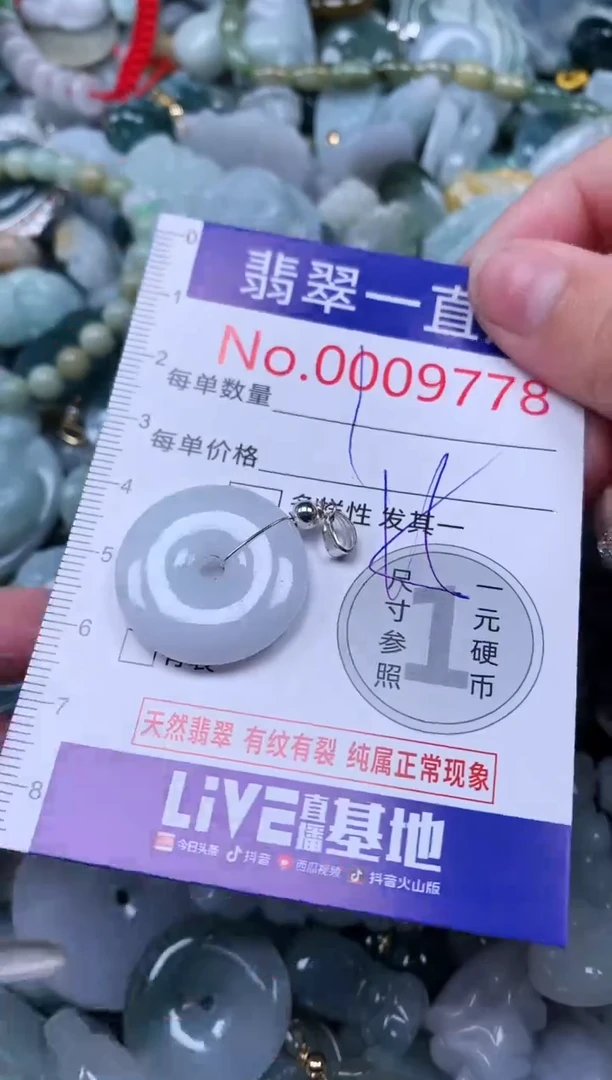 0
翡翠一直
1
No.0009778
2
每单数量
3
每单价格
4
性 发其一
5
尺寸参照
1
一元硬币
6
7
天然翡翠 有纹有裂 纯属正常现象
8
LiVE直播基地
今日头条 抖音 西瓜视频 抖音火山版